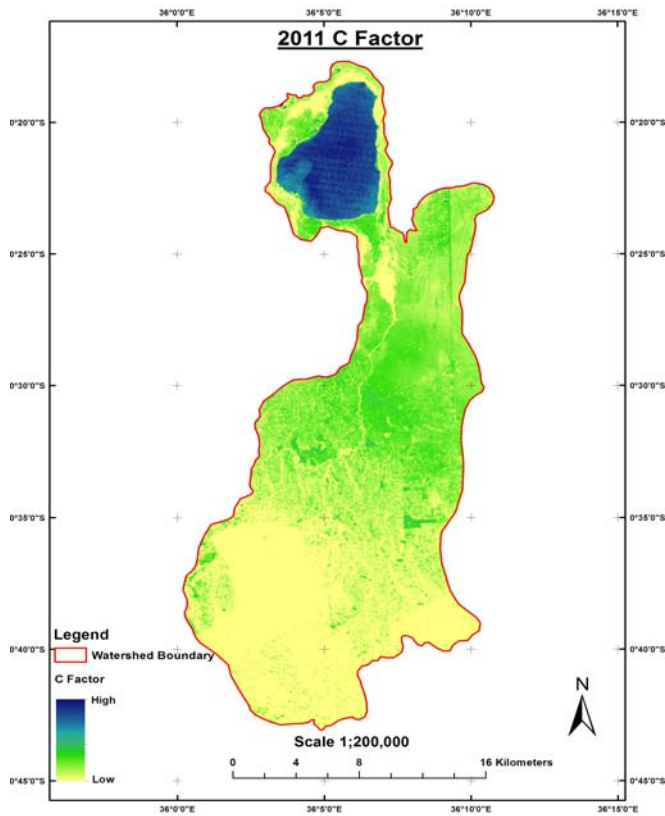 36°0'0"E 36°5'0"E 36°10'0"E 36°15'0"E
2011 C Factor
0°20'0"S 0°20'0"S
0°25'0"S 0°25'0"S
0°30'0"S 0°30'0"S
0°35'0"S 0°35'0"S
0°40'0"S 0°40'0"S
0°45'0"S 0°45'0"S
Legend
Watershed Boundary
C Factor
High
Low
N
Scale 1;200,000
0 4 8 16 Kilometers
36°0'0"E 36°5'0"E 36°10'0"E 36°15'0"E